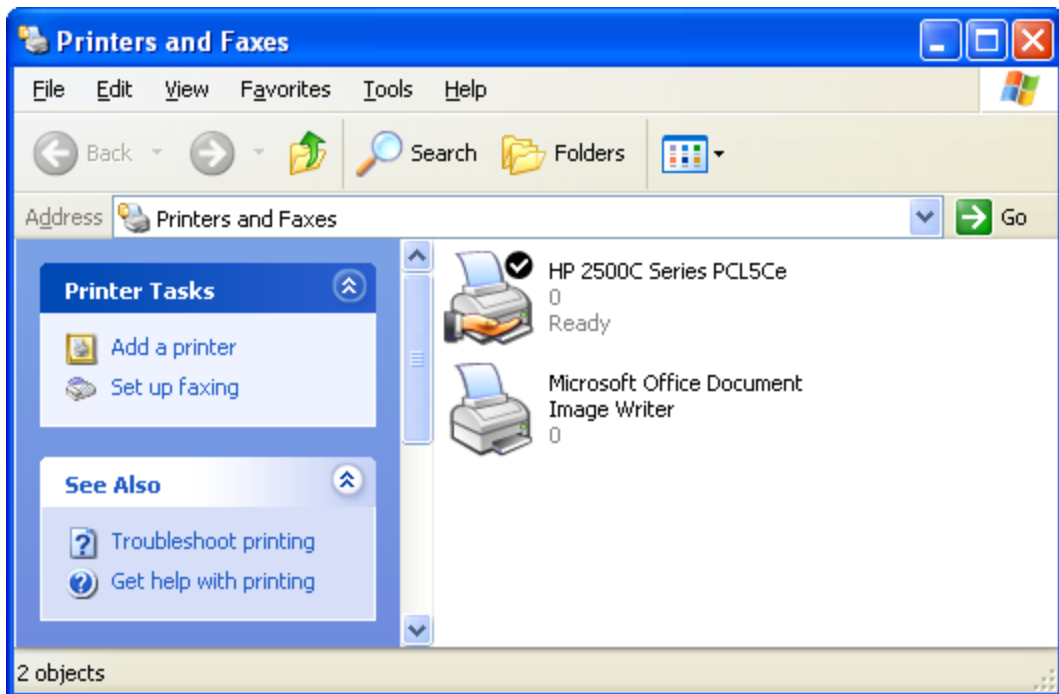 Printers and Faxes
File Edit View Favorites Tools Help
Back Search Folders
Address Printers and Faxes Go
Printer Tasks
Add a printer
Set up faxing
See Also
Troubleshoot printing
Get help with printing
HP 2500C Series PCL5Ce
0
Ready
Microsoft Office Document
Image Writer
0
2 objects